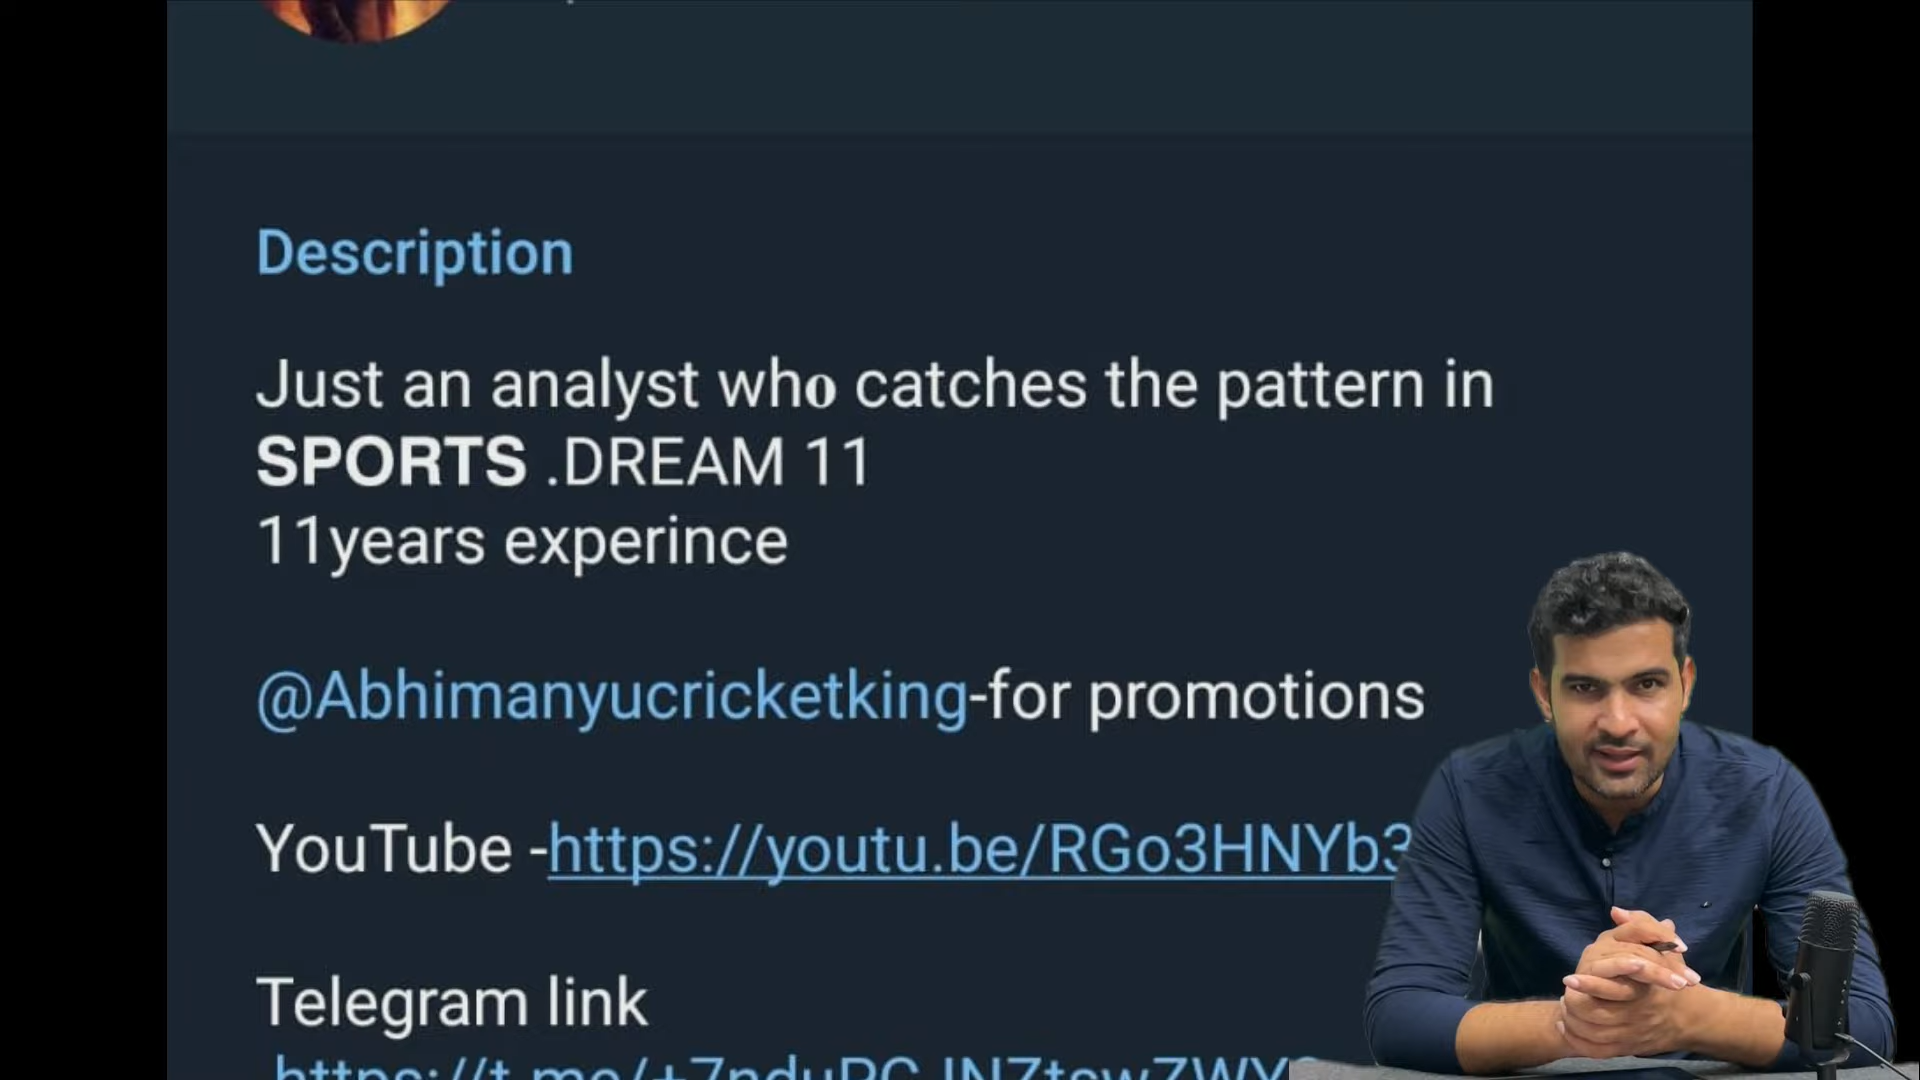 Description
Just an analyst who catches the pattern in
SPORTS .DREAM 11
11years experince
@Abhimanyucricketking-for promotions
YouTube -https://youtu.be/RGo3HNYb3
Telegram link